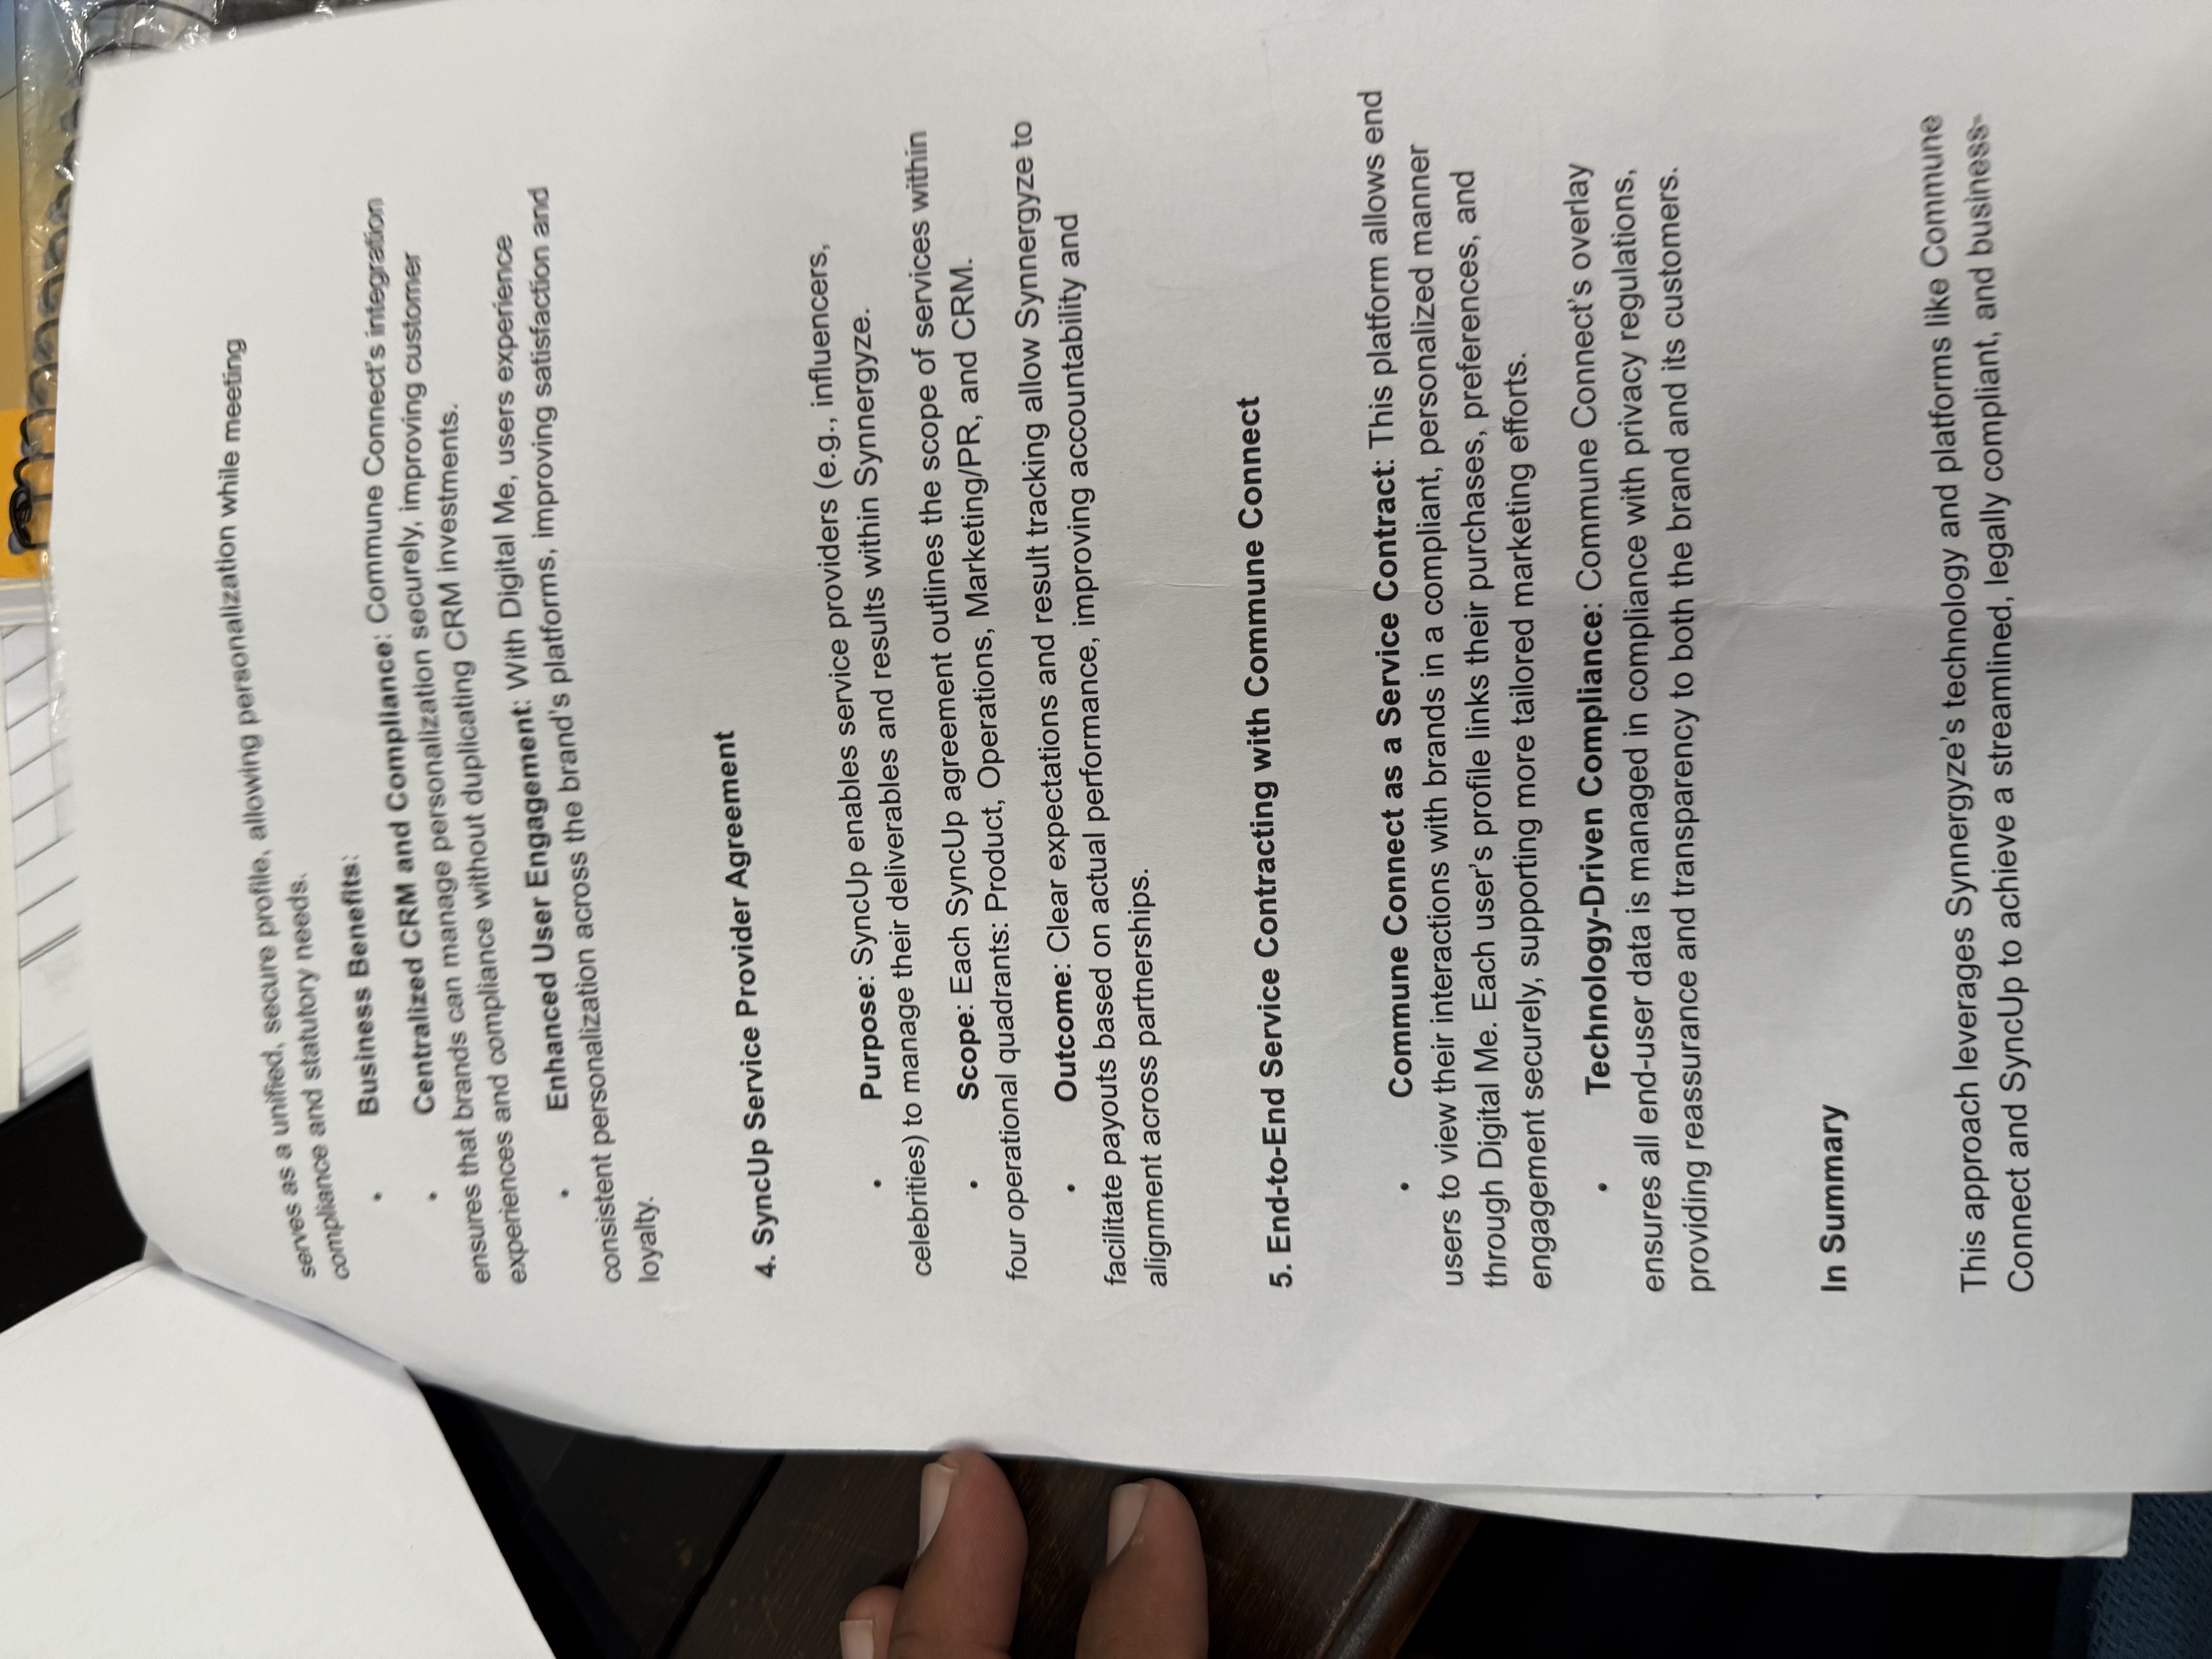 serves as a unified, secure profile, allowing personalization while meeting
compliance and statutory needs.
• Business Benefits:
• Centralized CRM and Compliance: Commune Connect's integration
ensures that brands can manage personalization securely, improving customer
experiences and compliance without duplicating CRM investments.
• Enhanced User Engagement: With Digital Me, users experience
consistent personalization across the brand's platforms, improving satisfaction and
loyalty.
4. SyncUp Service Provider Agreement
• Purpose: SyncUp enables service providers (e.g., influencers,
celebrities) to manage their deliverables and results within Synnergyze.
• Scope: Each SyncUp agreement outlines the scope of services within
four operational quadrants: Product, Operations, Marketing/PR, and CRM.
• Outcome: Clear expectations and result tracking allow Synnergyze to
facilitate payouts based on actual performance, improving accountability and
alignment across partnerships.
5. End-to-End Service Contracting with Commune Connect
• Commune Connect as a Service Contract: This platform allows end
users to view their interactions with brands in a compliant, personalized manner
through Digital Me. Each user's profile links their purchases, preferences, and
engagement securely, supporting more tailored marketing efforts.
• Technology-Driven Compliance: Commune Connect's overlay
ensures all end-user data is managed in compliance with privacy regulations,
providing reassurance and transparency to both the brand and its customers.
In Summary
This approach leverages Synnergyze's technology and platforms like Commune
Connect and SyncUp to achieve a streamlined, legally compliant, and business-